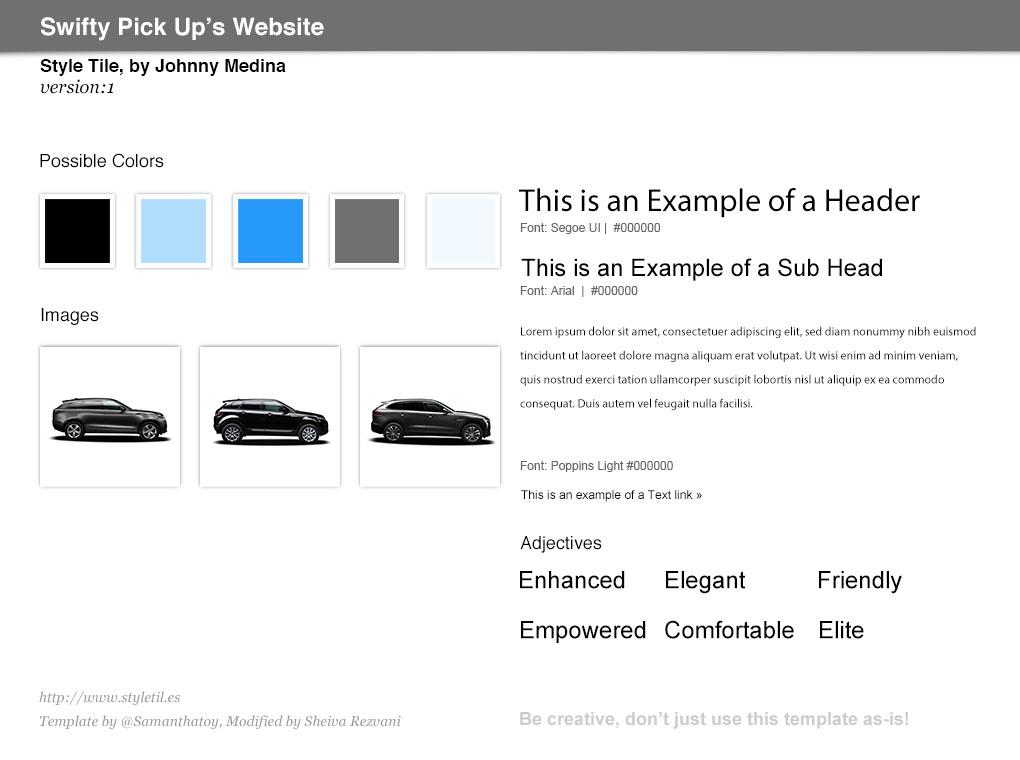 Swifty Pick Up’s Website
Style Tile, by Johnny Medina
version:1
Possible Colors
Images
This is an Example of a Header
Font: Segoe UI | #000000
This is an Example of a Sub Head
Font: Arial | #000000
Lorem ipsum dolor sit amet, consectetuer adipiscing elit, sed diam nonummy nibh euismod
tincidunt ut laoreet dolore magna aliquam erat volutpat. Ut wisi enim ad minim veniam,
quis nostrud exerci tation ullamcorper suscipit lobortis nisl ut aliquip ex ea commodo
consequat. Duis autem vel feugait nulla facilisi.
Font: Poppins Light #000000
This is an example of a Text link »
Adjectives
Enhanced Elegant Friendly
Empowered Comfortable Elite
http://www.styletil.es
Template by @Samanthatoy, Modified by Sheiva Rezvani
Be creative, don’t just use this template as-is!